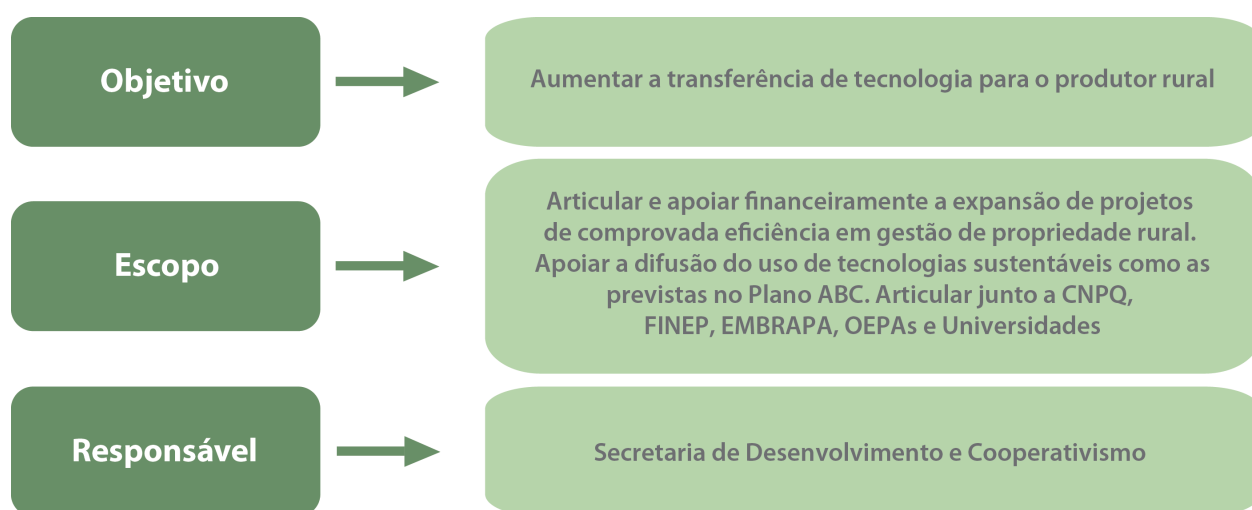 Objetivo
Aumentar a transferência de tecnologia para o produtor rural
Escopo
Articular e apoiar financeiramente a expansão de projetos
de comprovada eficiência em gestão de propriedade rural.
Apoiar a difusão do uso de tecnologias sustentáveis como as
previstas no Plano ABC. Articular junto a CNPQ,
FINEP, EMBRAPA, OEPAs e Universidades
Responsável
Secretaria de Desenvolvimento e Cooperativismo